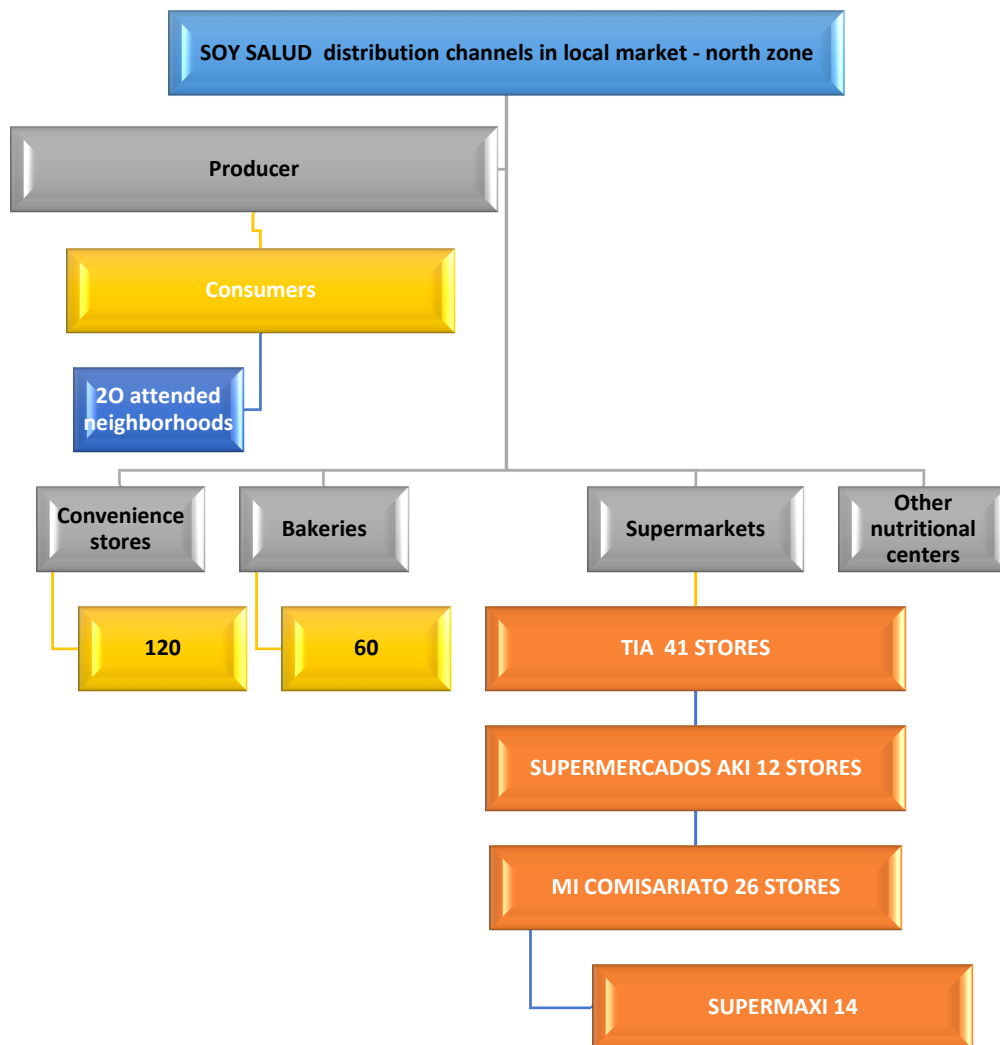 SOY SALUD distribution channels in local market - north zone
Producer
Consumers
2O attended
neighborhoods
Convenience
stores
Bakeries
Supermarkets
Other
nutritional
centers
120
60
TIA 41 STORES
SUPERMERCADOS AKI 12 STORES
MI COMISARIATO 26 STORES
SUPERMAXI 14